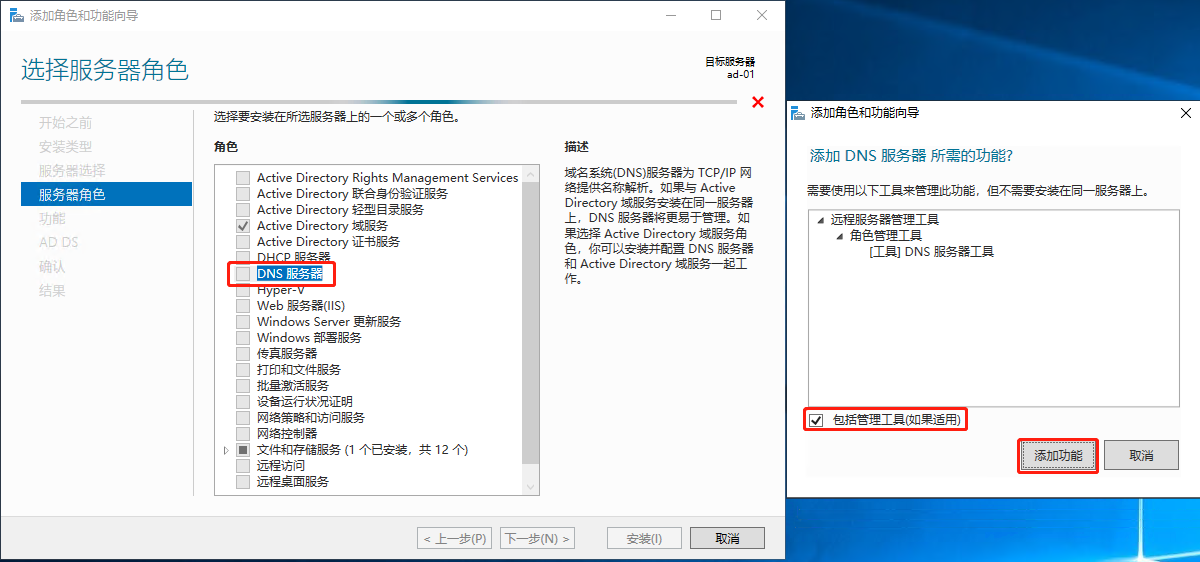 添加角色和功能向导
选择服务器角色
目标服务器
ad-01
开始之前
安装类型
服务器选择
服务器角色
功能
AD DS
确认
结果
选择要安装在所选服务器上的一个或多个角色。
角色
Active Directory Rights Management Services
Active Directory 联合身份验证服务
Active Directory 轻型目录服务
Active Directory 域服务
Active Directory 证书服务
DHCP 服务器
DNS 服务器
Hyper-V
Web 服务器(IIS)
Windows Server 更新服务
Windows 部署服务
传真服务器
打印和文件服务
批量激活服务
设备运行状况证明
网络策略和访问服务
网络控制器
文件和存储服务 (1 个已安装，共 12 个)
远程访问
远程桌面服务
描述
域名系统(DNS)服务器为 TCP/IP 网
络提供名称解析。如果与 Active
Directory 域服务安装在同一服务器
上，DNS 服务器将更易于管理。如
果选择 Active Directory 域服务角
色，你可以安装并配置 DNS 服务器
和 Active Directory 域服务一起工
作。
< 上一步(P)
下一步(N) >
安装(I)
取消
添加角色和功能向导
添加 DNS 服务器 所需的功能?
需要使用以下工具来管理此功能，但不需要安装在同一服务器上。
远程服务器管理工具
角色管理工具
[工具] DNS 服务器工具
包括管理工具(如果适用)
添加功能
取消